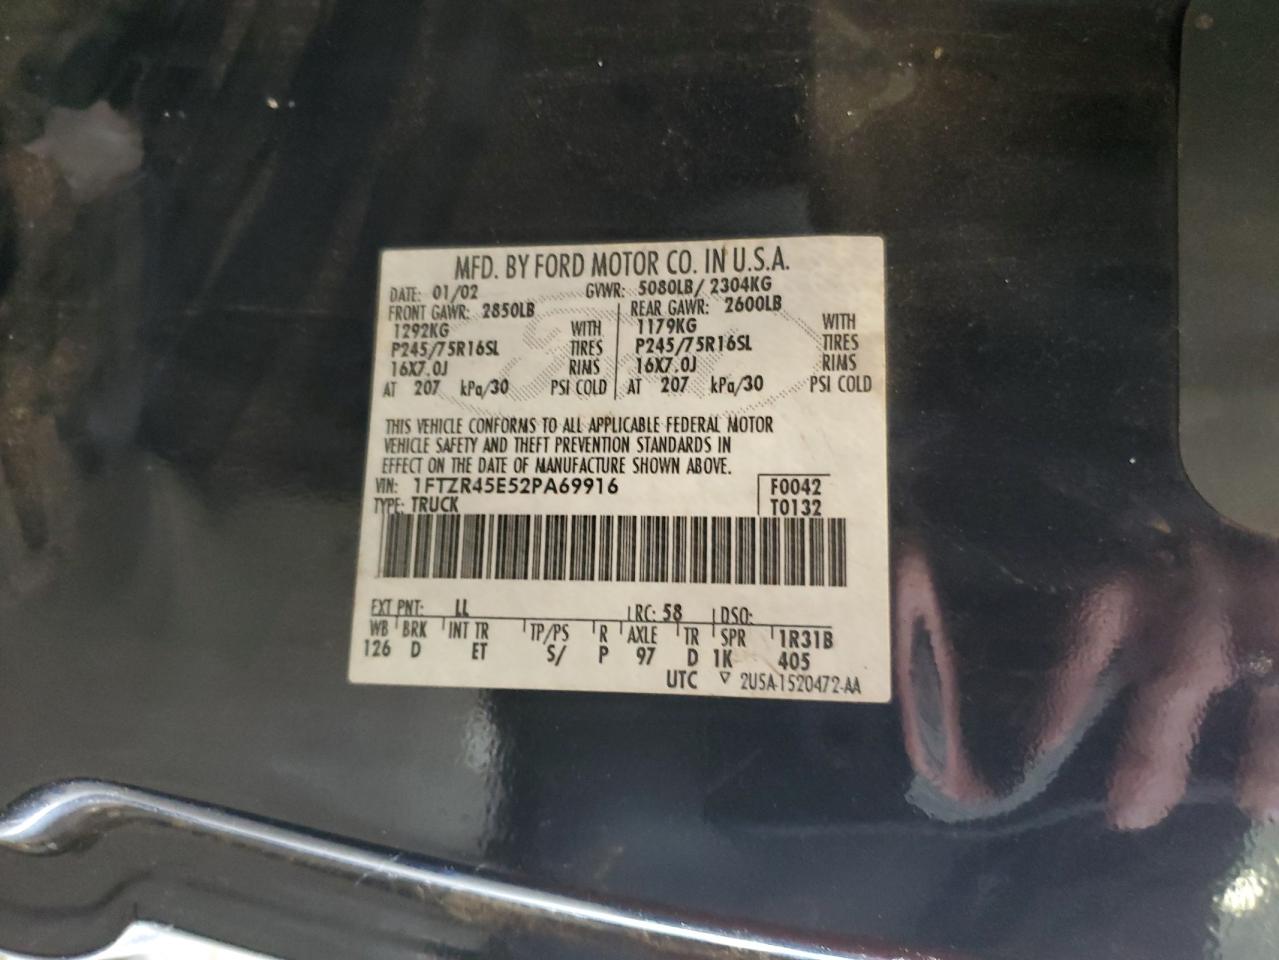 MFD. BY FORD MOTOR CO. IN U.S.A.
DATE: 01/02 GVWR: 5080LB/ 2304KG
FRONT GAWR: 2850LB REAR GAWR: 2600LB
1292KG WITH 1179KG WITH
P245/75R16SL TIRES P245/75R16SL TIRES
16X7.0J RIMS 16X7.0J RIMS
AT 207 kPa/30 PSI COLD AT 207 kPa/30 PSI COLD
THIS VEHICLE CONFORMS TO ALL APPLICABLE FEDERAL MOTOR
VEHICLE SAFETY AND THEFT PREVENTION STANDARDS IN
EFFECT ON THE DATE OF MANUFACTURE SHOWN ABOVE.
VIN: 1FTZR45E52PA69916 F0042
TYPE: TRUCK T0132
EXT PNT: LL RC: 58 DSO:
WB BRK INT TR TP/PS R AXLE TR SPR 1R31B
126 D ET S/ P 97 D 1K 405
UTC ▽ 2U5A-1520472-AA